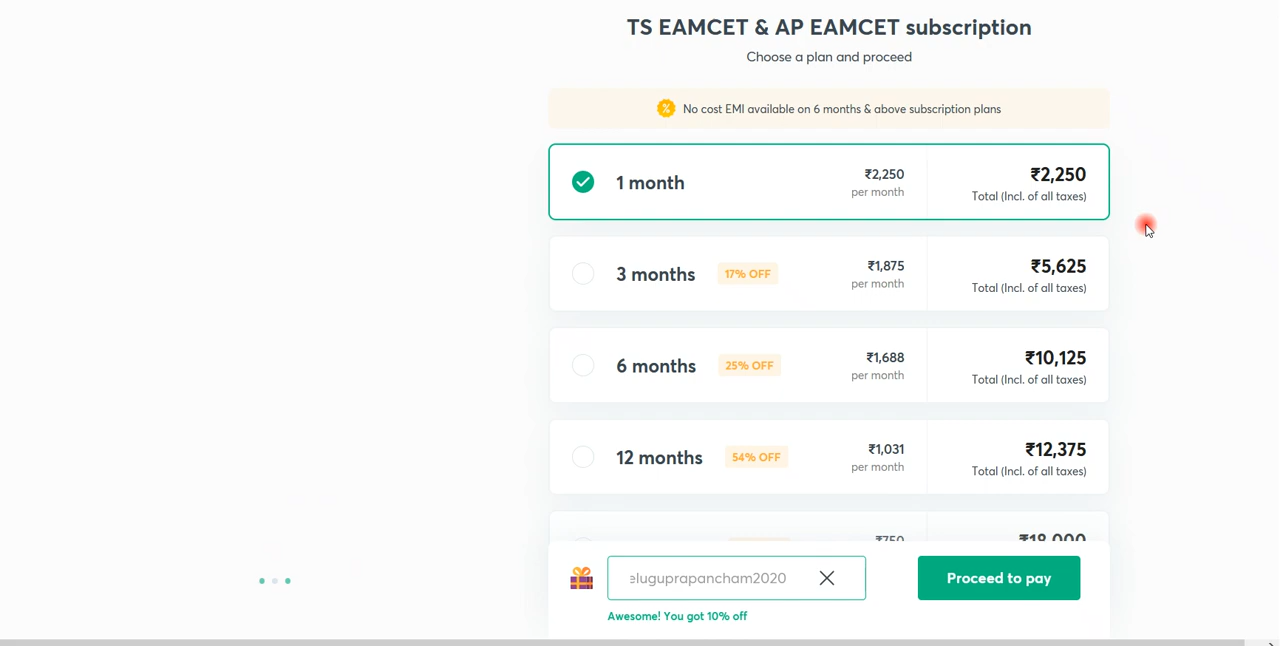 TS EAMCET & AP EAMCET subscription
Choose a plan and proceed
No cost EMI available on 6 months & above subscription plans
1 month
₹2,250
per month
₹2,250
Total (Incl. of all taxes)
3 months
17% OFF
₹1,875
per month
₹5,625
Total (Incl. of all taxes)
6 months
25% OFF
₹1,688
per month
₹10,125
Total (Incl. of all taxes)
12 months
54% OFF
₹1,031
per month
₹12,375
Total (Incl. of all taxes)
₹750
₹18,000
eluguprapancham2020
Proceed to pay
Awesome! You got 10% off